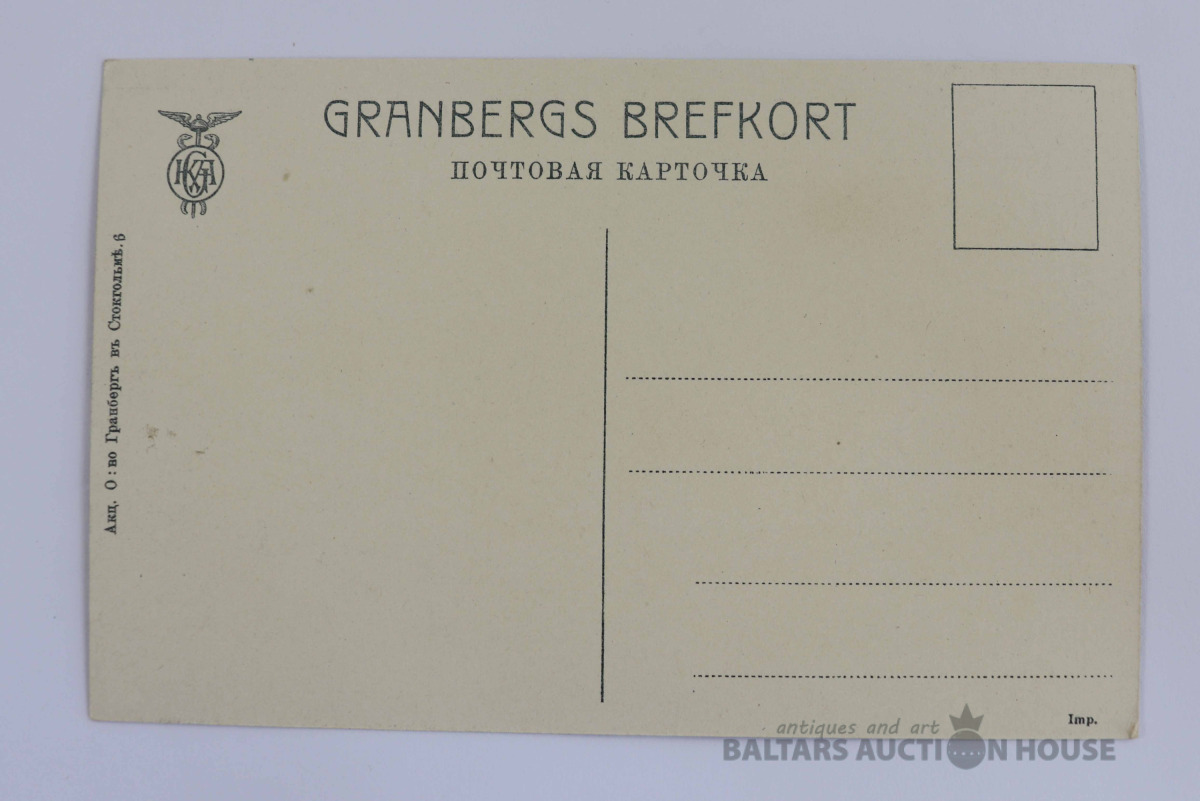 GRANBERGS BREFKORT
ПОЧТОВАЯ КАРТОЧКА
Акц. О:во Гранбергъ въ Стокгольмѣ. 6
Imp.
antiques and art
BALTARS AUCTION HOUSE